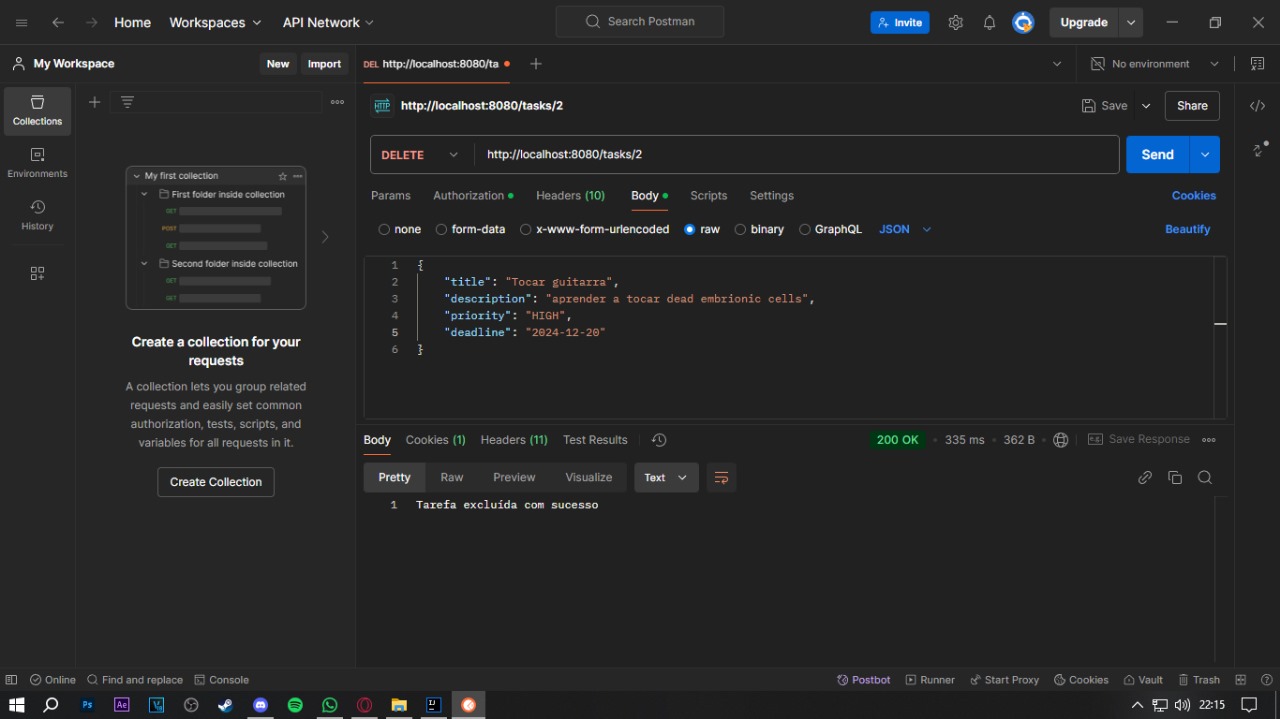 Home Workspaces API Network Search Postman Invite Upgrade
My Workspace New Import DEL http://localhost:8080/ta No environment
Collections
Environments
History
My first collection
First folder inside collection
GET
POST
GET
Second folder inside collection
GET
GET
Create a collection for your
requests
A collection lets you group related
requests and easily set common
authorization, tests, scripts, and
variables for all requests in it.
Create Collection
HTTP http://localhost:8080/tasks/2 Save Share
DELETE http://localhost:8080/tasks/2 Send
Params Authorization Headers (10) Body Scripts Settings Cookies
none form-data x-www-form-urlencoded raw binary GraphQL JSON Beautify
1 {
2 "title": "Tocar guitarra",
3 "description": "aprender a tocar dead embrionic cells",
4 "priority": "HIGH",
5 "deadline": "2024-12-20"
6 }
Body Cookies (1) Headers (11) Test Results 200 OK 335 ms 362 B Save Response
Pretty Raw Preview Visualize Text
1 Tarefa excluída com sucesso
Online Find and replace Console Postbot Runner Start Proxy Cookies Vault Trash
Ps Ae IJ 22:15